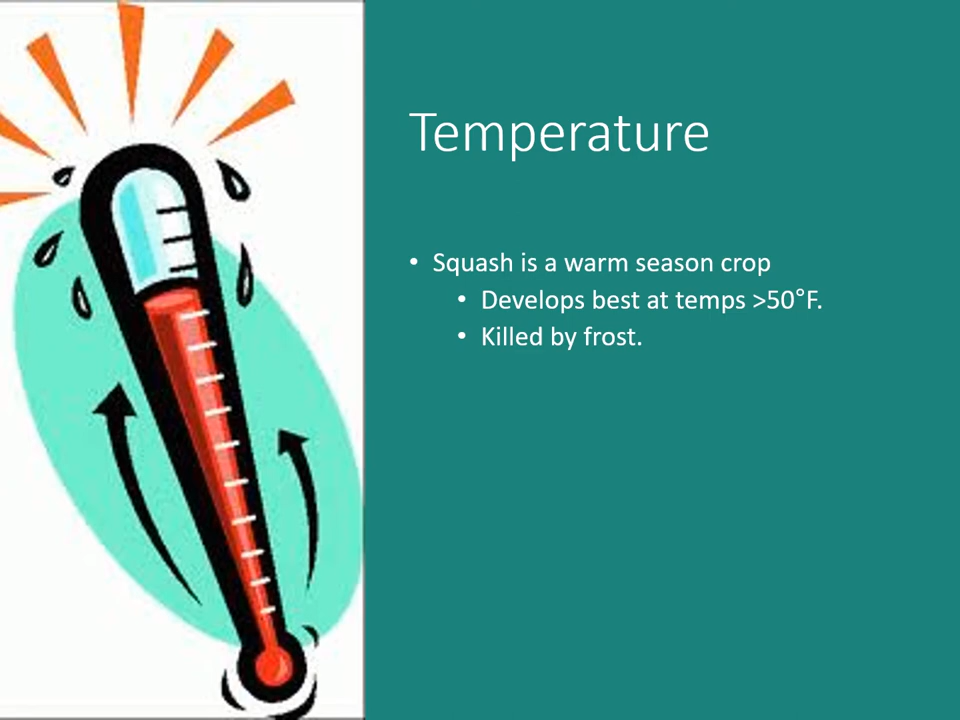 Temperature
• Squash is a warm season crop
• Develops best at temps >50°F.
• Killed by frost.